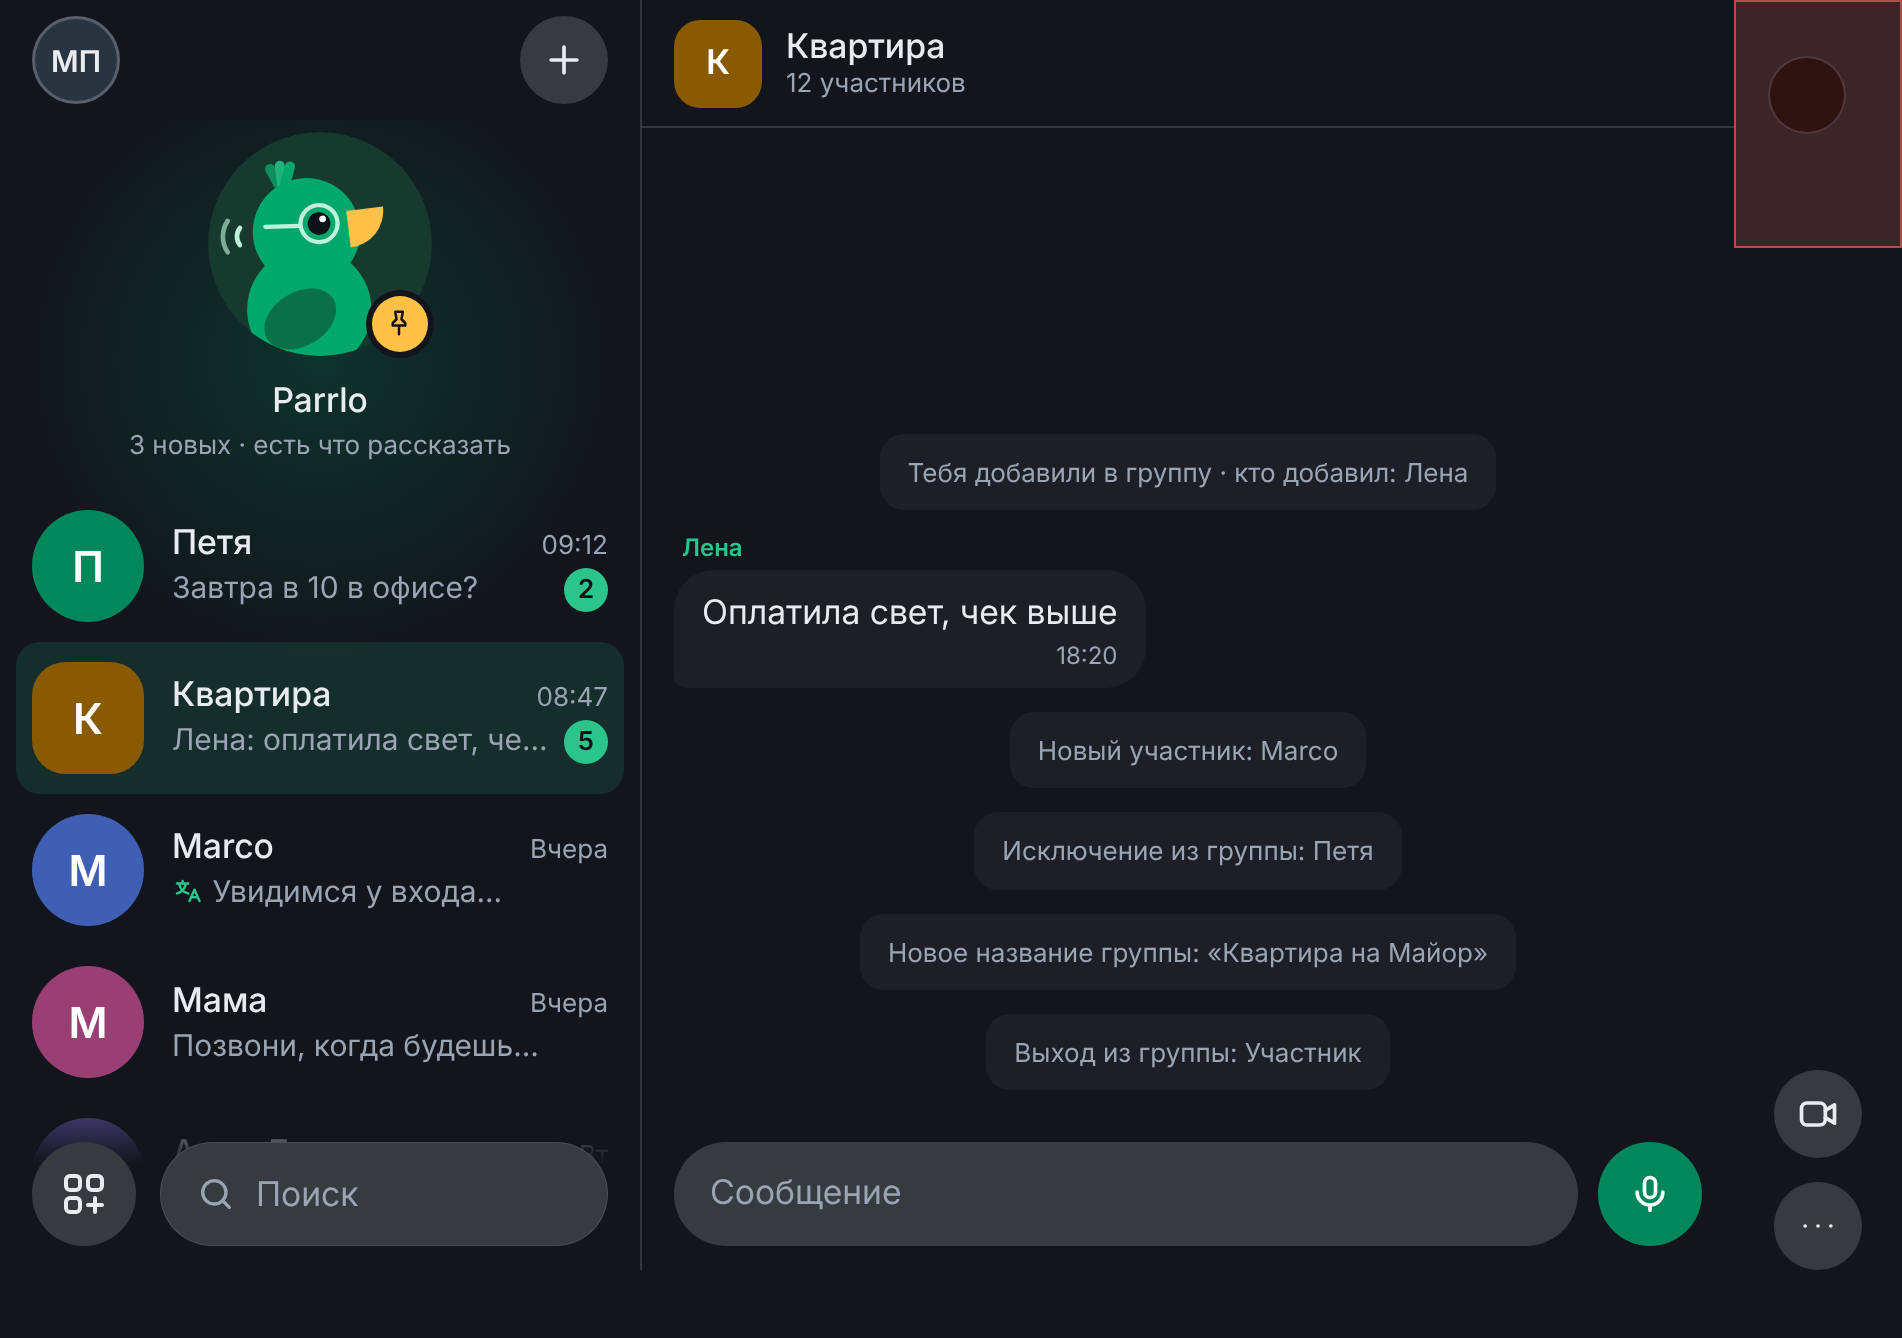 МП
Parrlo
3 новых · есть что рассказать
П
Петя
09:12
Завтра в 10 в офисе?
2
К
Квартира
08:47
Лена: оплатила свет, че...
5
M
Marco
Вчера
Увидимся у входа...
М
Мама
Вчера
Позвони, когда будешь...
Поиск
К
Квартира
12 участников
Тебя добавили в группу · кто добавил: Лена
Лена
Оплатила свет, чек выше
18:20
Новый участник: Marco
Исключение из группы: Петя
Новое название группы: «Квартира на Майор»
Выход из группы: Участник
Сообщение